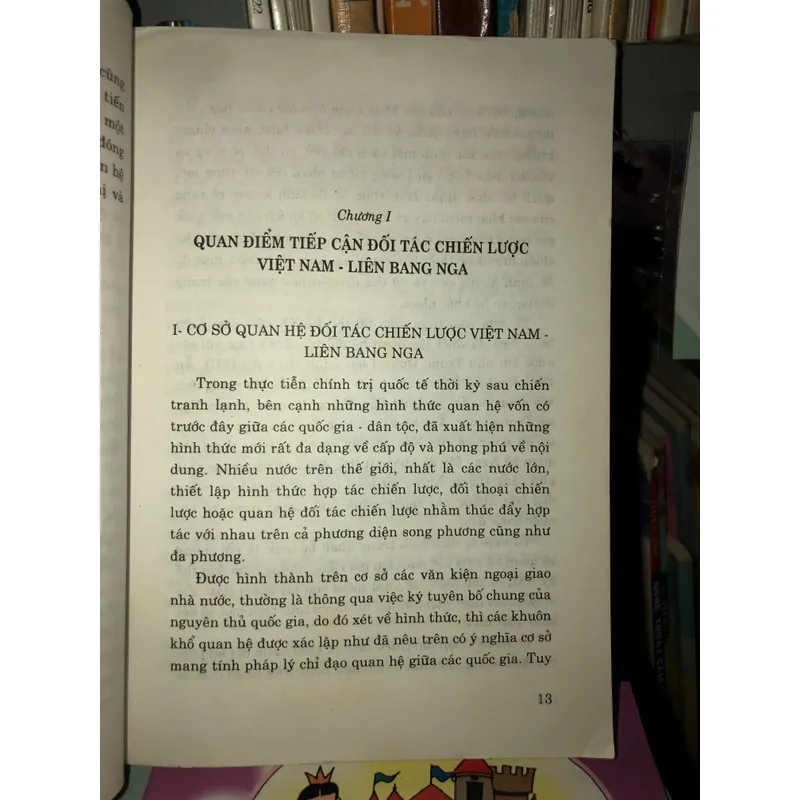 cũng
tiến
một
đóng
n hệ
ị và
Chương I
QUAN ĐIỂM TIẾP CẬN ĐỐI TÁC CHIẾN LƯỢC
VIỆT NAM - LIÊN BANG NGA
I- CƠ SỞ QUAN HỆ ĐỐI TÁC CHIẾN LƯỢC VIỆT NAM -
LIÊN BANG NGA
Trong thực tiễn chính trị quốc tế thời kỳ sau chiến
tranh lạnh, bên cạnh những hình thức quan hệ vốn có
trước đây giữa các quốc gia - dân tộc, đã xuất hiện những
hình thức mới rất đa dạng về cấp độ và phong phú về nội
dung. Nhiều nước trên thế giới, nhất là các nước lớn,
thiết lập hình thức hợp tác chiến lược, đối thoại chiến
lược hoặc quan hệ đối tác chiến lược nhằm thúc đẩy hợp
tác với nhau trên cả phương diện song phương cũng như
đa phương.
Được hình thành trên cơ sở các văn kiện ngoại giao
nhà nước, thường là thông qua việc ký tuyên bố chung của
nguyên thủ quốc gia, do đó xét về hình thức, thì các khuôn
khổ quan hệ được xác lập như đã nêu trên có ý nghĩa cơ sở
mang tính pháp lý chỉ đạo quan hệ giữa các quốc gia. Tuy
13